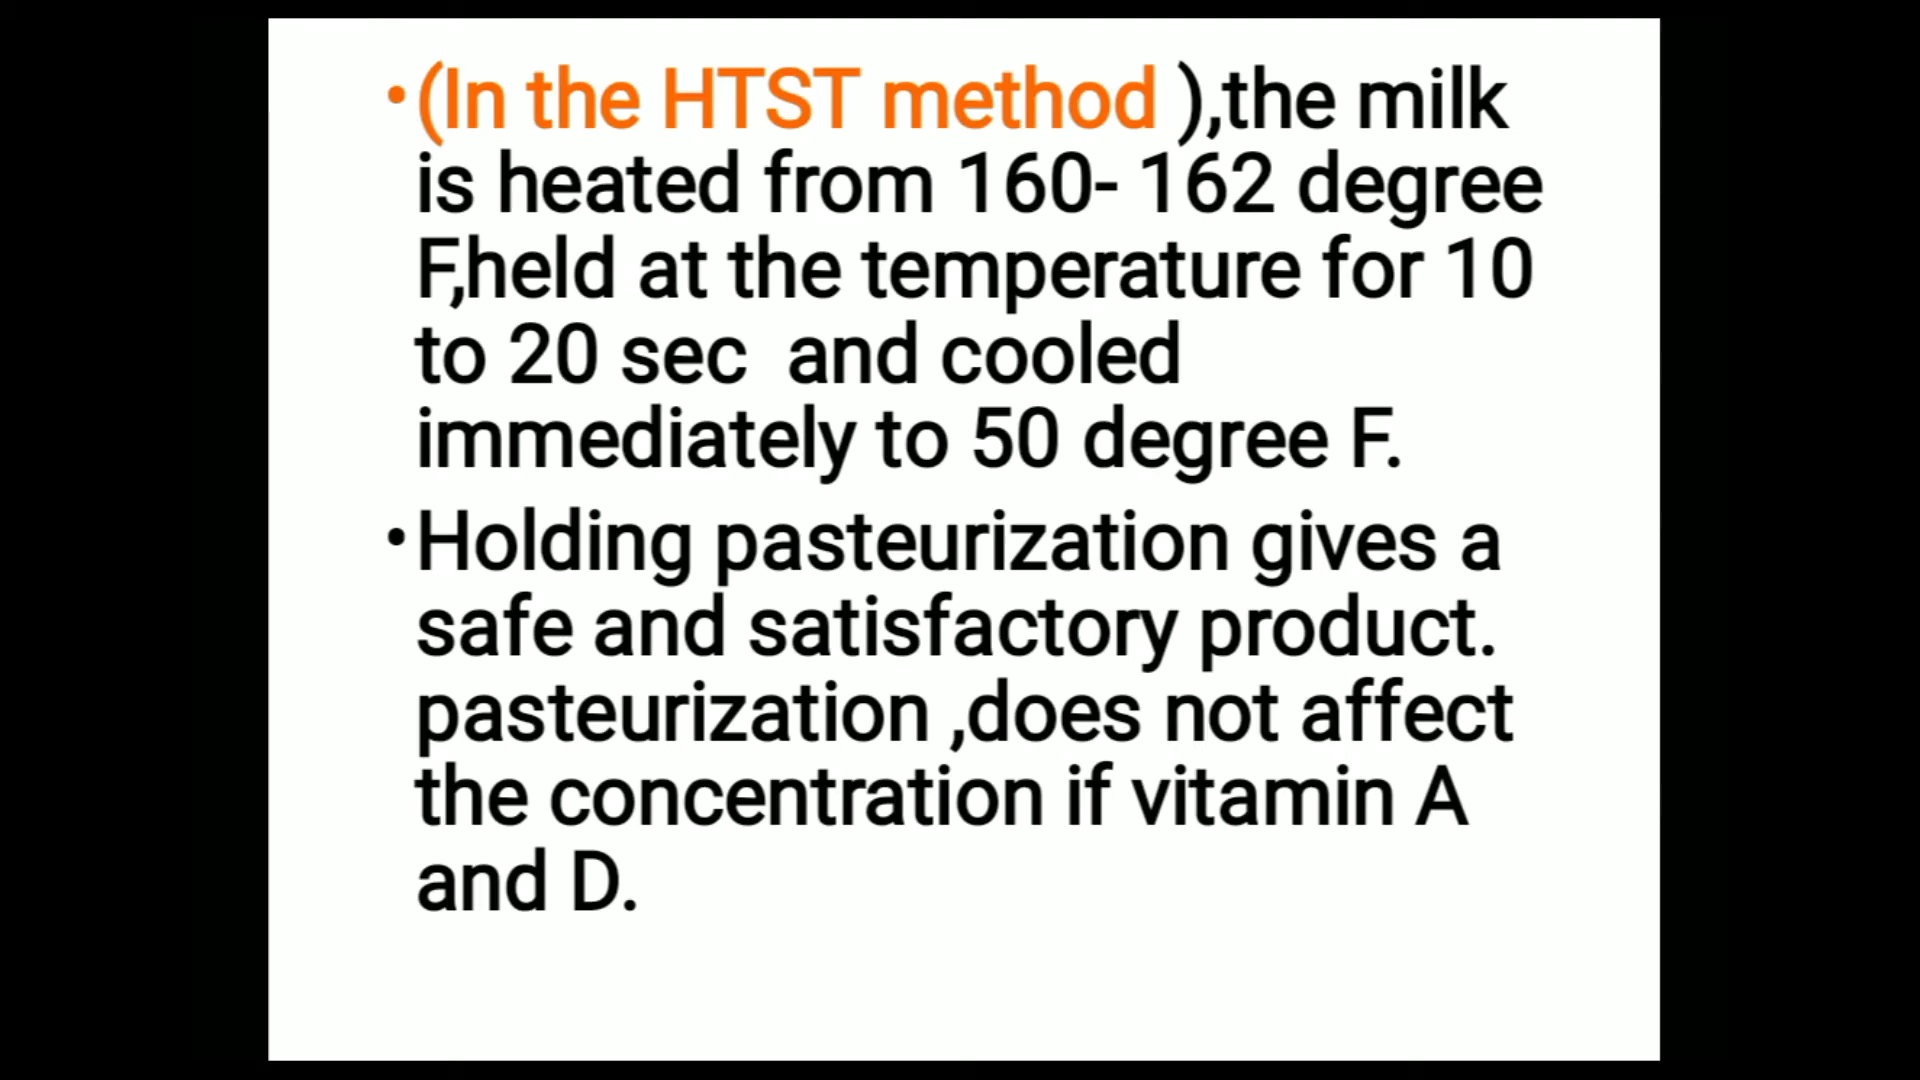 •(In the HTST method ),the milk
is heated from 160- 162 degree
F,held at the temperature for 10
to 20 sec  and cooled
immediately to 50 degree F.
•Holding pasteurization gives a
safe and satisfactory product.
pasteurization ,does not affect
the concentration if vitamin A
and D.